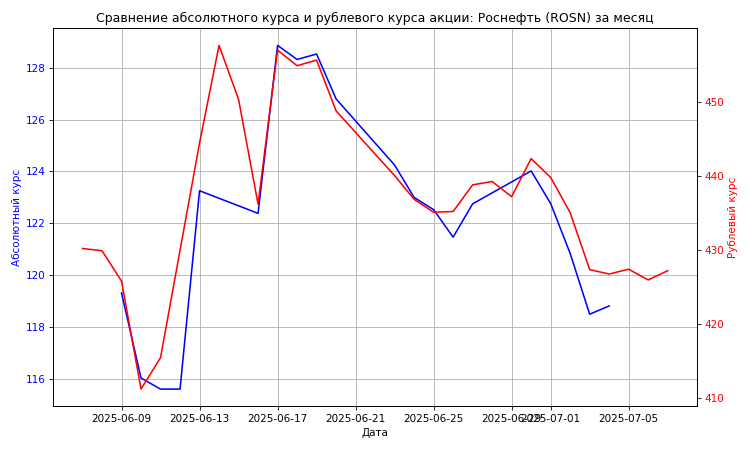 Сравнение абсолютного курса и рублевого курса акции: Роснефть (ROSN) за месяц
Абсолютный курс
128
126
124
122
120
118
116
450
440
430
420
410
Рублевый курс
2025-06-09 2025-06-13 2025-06-17 2025-06-21 2025-06-25 2025-06-29 2025-07-01 2025-07-05
Дата